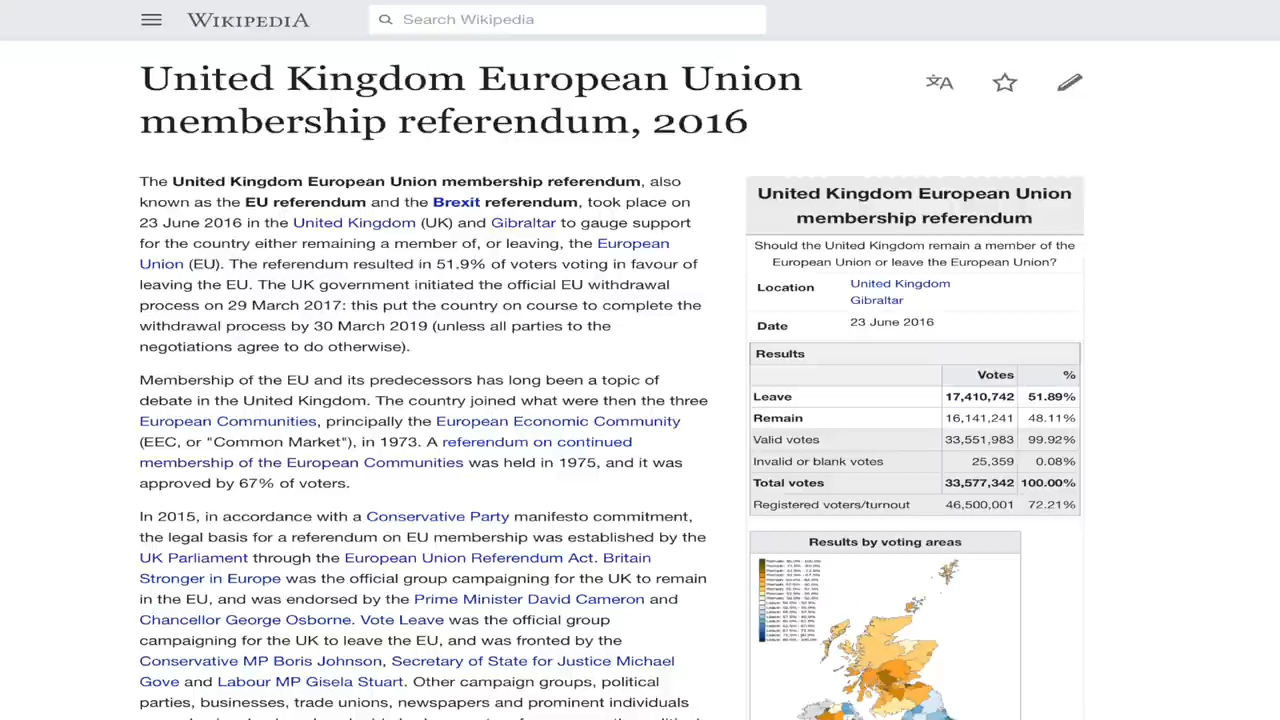 WIKIPEDIA
Search Wikipedia
United Kingdom European Union
membership referendum, 2016
The United Kingdom European Union membership referendum, also
known as the EU referendum and the Brexit referendum, took place on
23 June 2016 in the United Kingdom (UK) and Gibraltar to gauge support
for the country either remaining a member of, or leaving, the European
Union (EU). The referendum resulted in 51.9% of voters voting in favour of
leaving the EU. The UK government initiated the official EU withdrawal
process on 29 March 2017: this put the country on course to complete the
withdrawal process by 30 March 2019 (unless all parties to the
negotiations agree to do otherwise).
Membership of the EU and its predecessors has long been a topic of
debate in the United Kingdom. The country joined what were then the three
European Communities, principally the European Economic Community
(EEC, or "Common Market"), in 1973. A referendum on continued
membership of the European Communities was held in 1975, and it was
approved by 67% of voters.
In 2015, in accordance with a Conservative Party manifesto commitment,
the legal basis for a referendum on EU membership was established by the
UK Parliament through the European Union Referendum Act. Britain
Stronger in Europe was the official group campaigning for the UK to remain
in the EU, and was endorsed by the Prime Minister David Cameron and
Chancellor George Osborne. Vote Leave was the official group
campaigning for the UK to leave the EU, and was fronted by the
Conservative MP Boris Johnson, Secretary of State for Justice Michael
Gove and Labour MP Gisela Stuart. Other campaign groups, political
parties, businesses, trade unions, newspapers and prominent individuals
United Kingdom European Union
membership referendum
Should the United Kingdom remain a member of the
European Union or leave the European Union?
Location United Kingdom
Gibraltar
Date 23 June 2016
Results
Votes %
Leave 17,410,742 51.89%
Remain 16,141,241 48.11%
Valid votes 33,551,983 99.92%
Invalid or blank votes 25,359 0.08%
Total votes 33,577,342 100.00%
Registered voters/turnout 46,500,001 72.21%
Results by voting areas